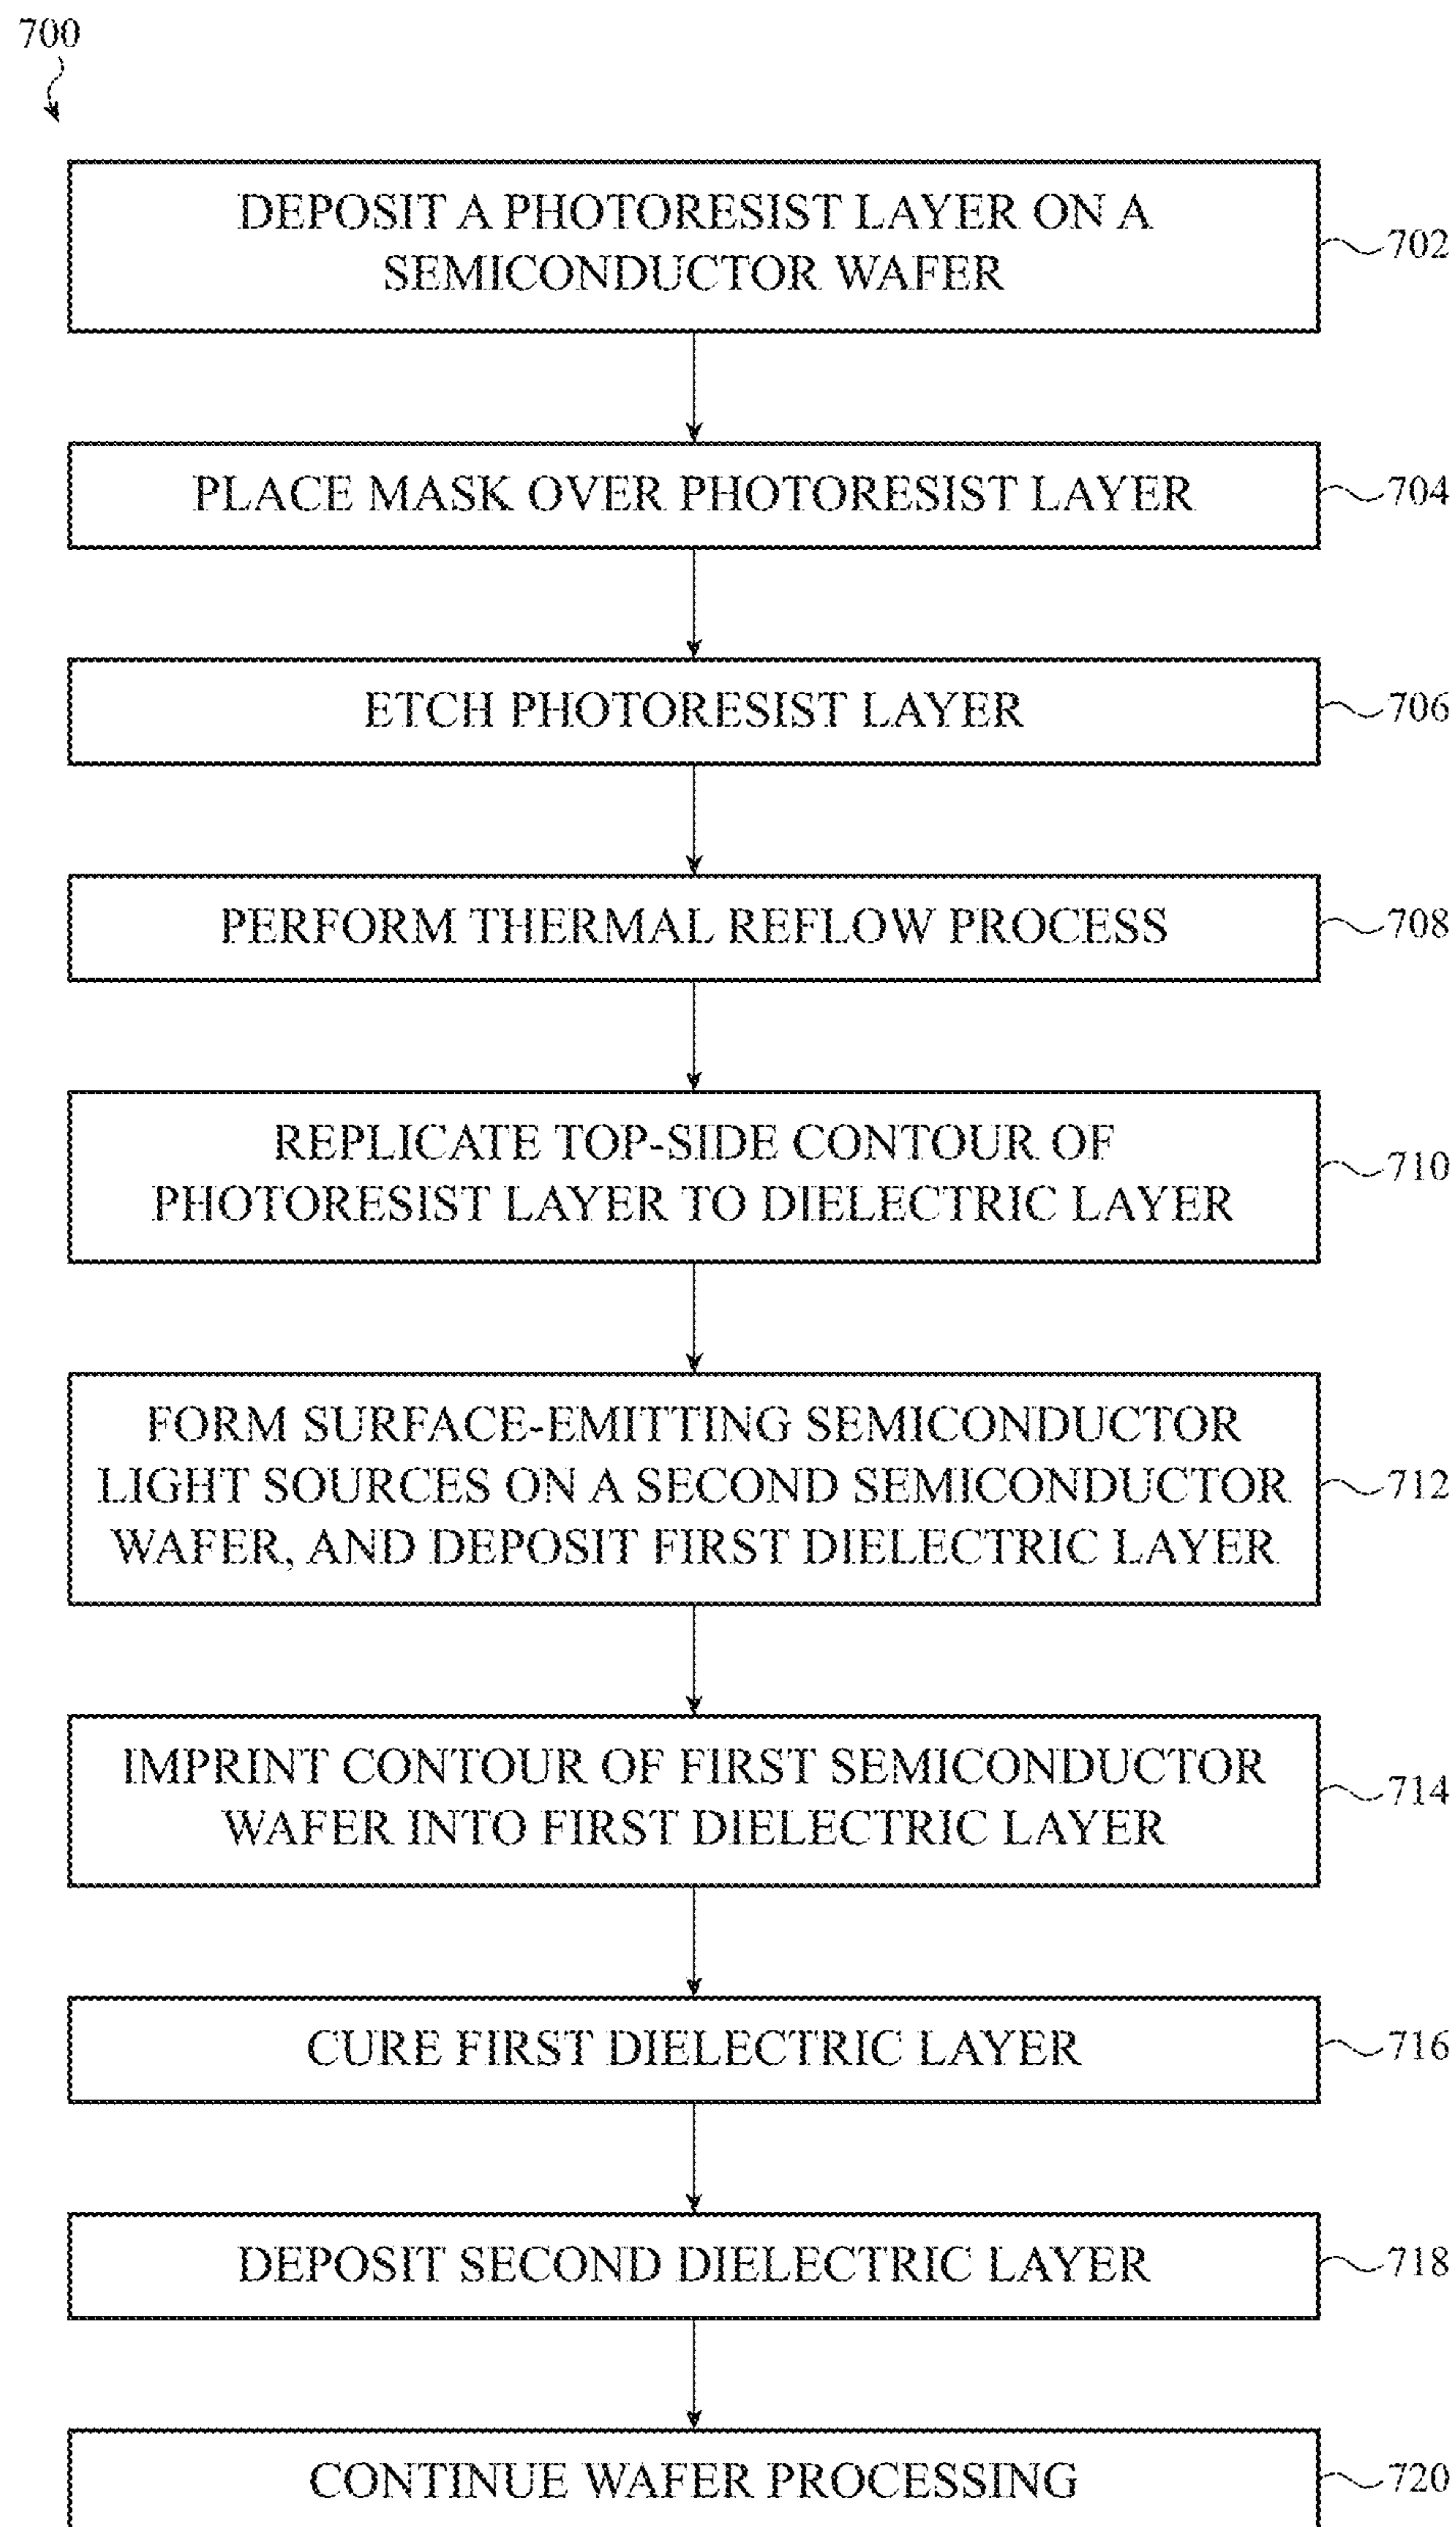 700
DEPOSIT A PHOTORESIST LAYER ON A
SEMICONDUCTOR WAFER
702
PLACE MASK OVER PHOTORESIST LAYER
704
ETCH PHOTORESIST LAYER
706
PERFORM THERMAL REFLOW PROCESS
708
REPLICATE TOP-SIDE CONTOUR OF
PHOTORESIST LAYER TO DIELECTRIC LAYER
710
FORM SURFACE-EMITTING SEMICONDUCTOR
LIGHT SOURCES ON A SECOND SEMICONDUCTOR
WAFER, AND DEPOSIT FIRST DIELECTRIC LAYER
712
IMPRINT CONTOUR OF FIRST SEMICONDUCTOR
WAFER INTO FIRST DIELECTRIC LAYER
714
CURE FIRST DIELECTRIC LAYER
716
DEPOSIT SECOND DIELECTRIC LAYER
718
CONTINUE WAFER PROCESSING
720